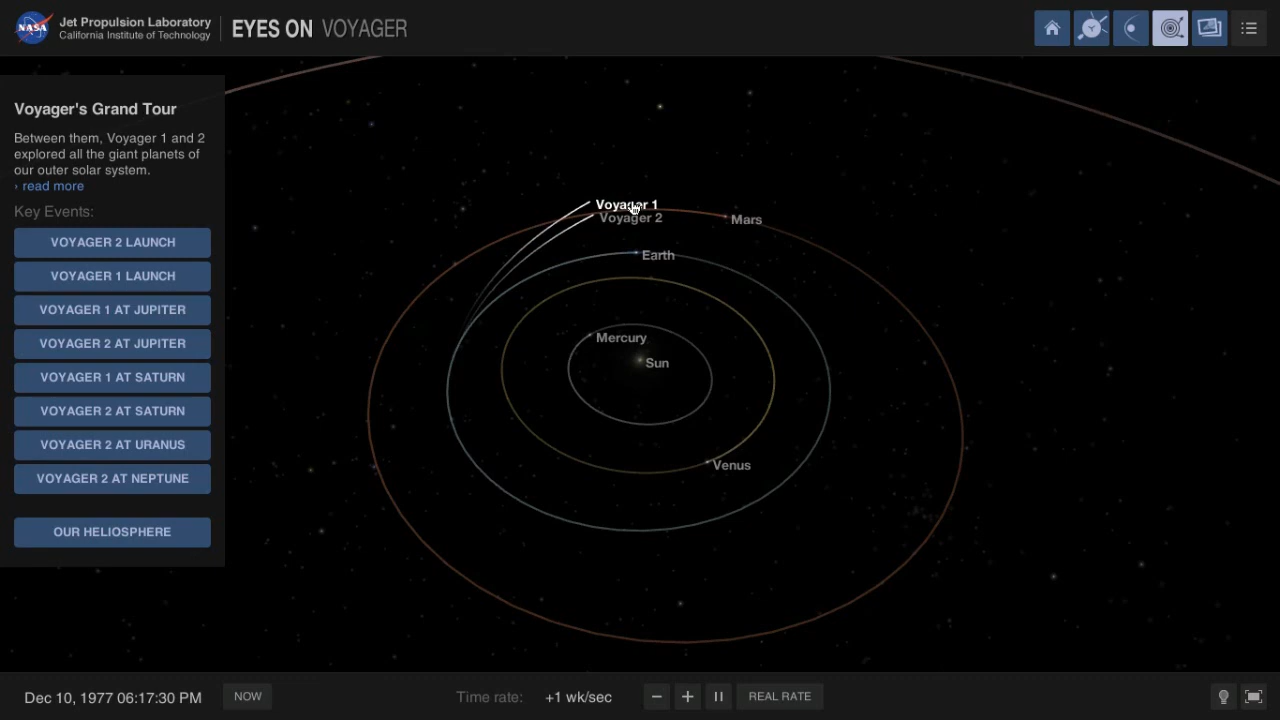 NASA
Jet Propulsion Laboratory
California Institute of Technology
EYES ON VOYAGER
Voyager's Grand Tour
Between them, Voyager 1 and 2
explored all the giant planets of
our outer solar system.
› read more
Key Events:
VOYAGER 2 LAUNCH
VOYAGER 1 LAUNCH
VOYAGER 1 AT JUPITER
VOYAGER 2 AT JUPITER
VOYAGER 1 AT SATURN
VOYAGER 2 AT SATURN
VOYAGER 2 AT URANUS
VOYAGER 2 AT NEPTUNE
OUR HELIOSPHERE
Voyager 1
Voyager 2
Mars
Earth
Mercury
Sun
Venus
Dec 10, 1977 06:17:30 PM
NOW
Time rate: +1 wk/sec
REAL RATE